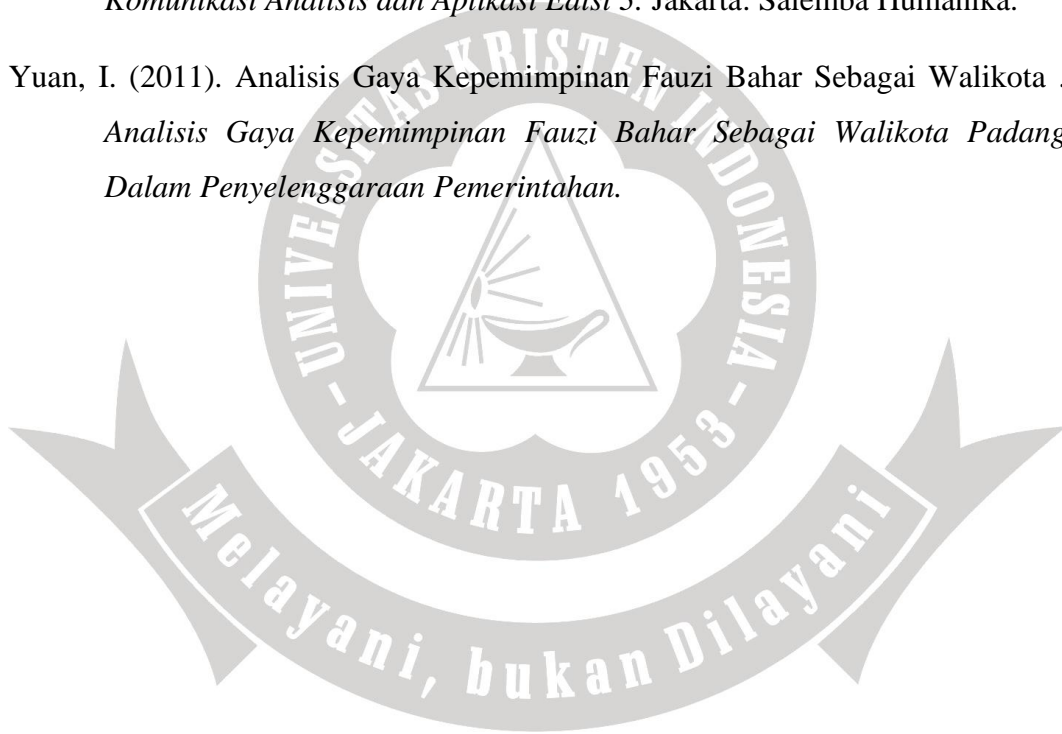 Komunikasi Analisis dan Aplikasi Edisi 5. Jakarta: Salemba Humanika.
Yuan, I. (2011). Analisis Gaya Kepemimpinan Fauzi Bahar Sebagai Walikota .
Analisis Gaya Kepemimpinan Fauzi Bahar Sebagai Walikota Padang
Dalam Penyelenggaraan Pemerintahan.
UNIVERSITAS KRISTEN INDONESIA
- JAKARTA 1953 -
Melayani, bukan Dilayani